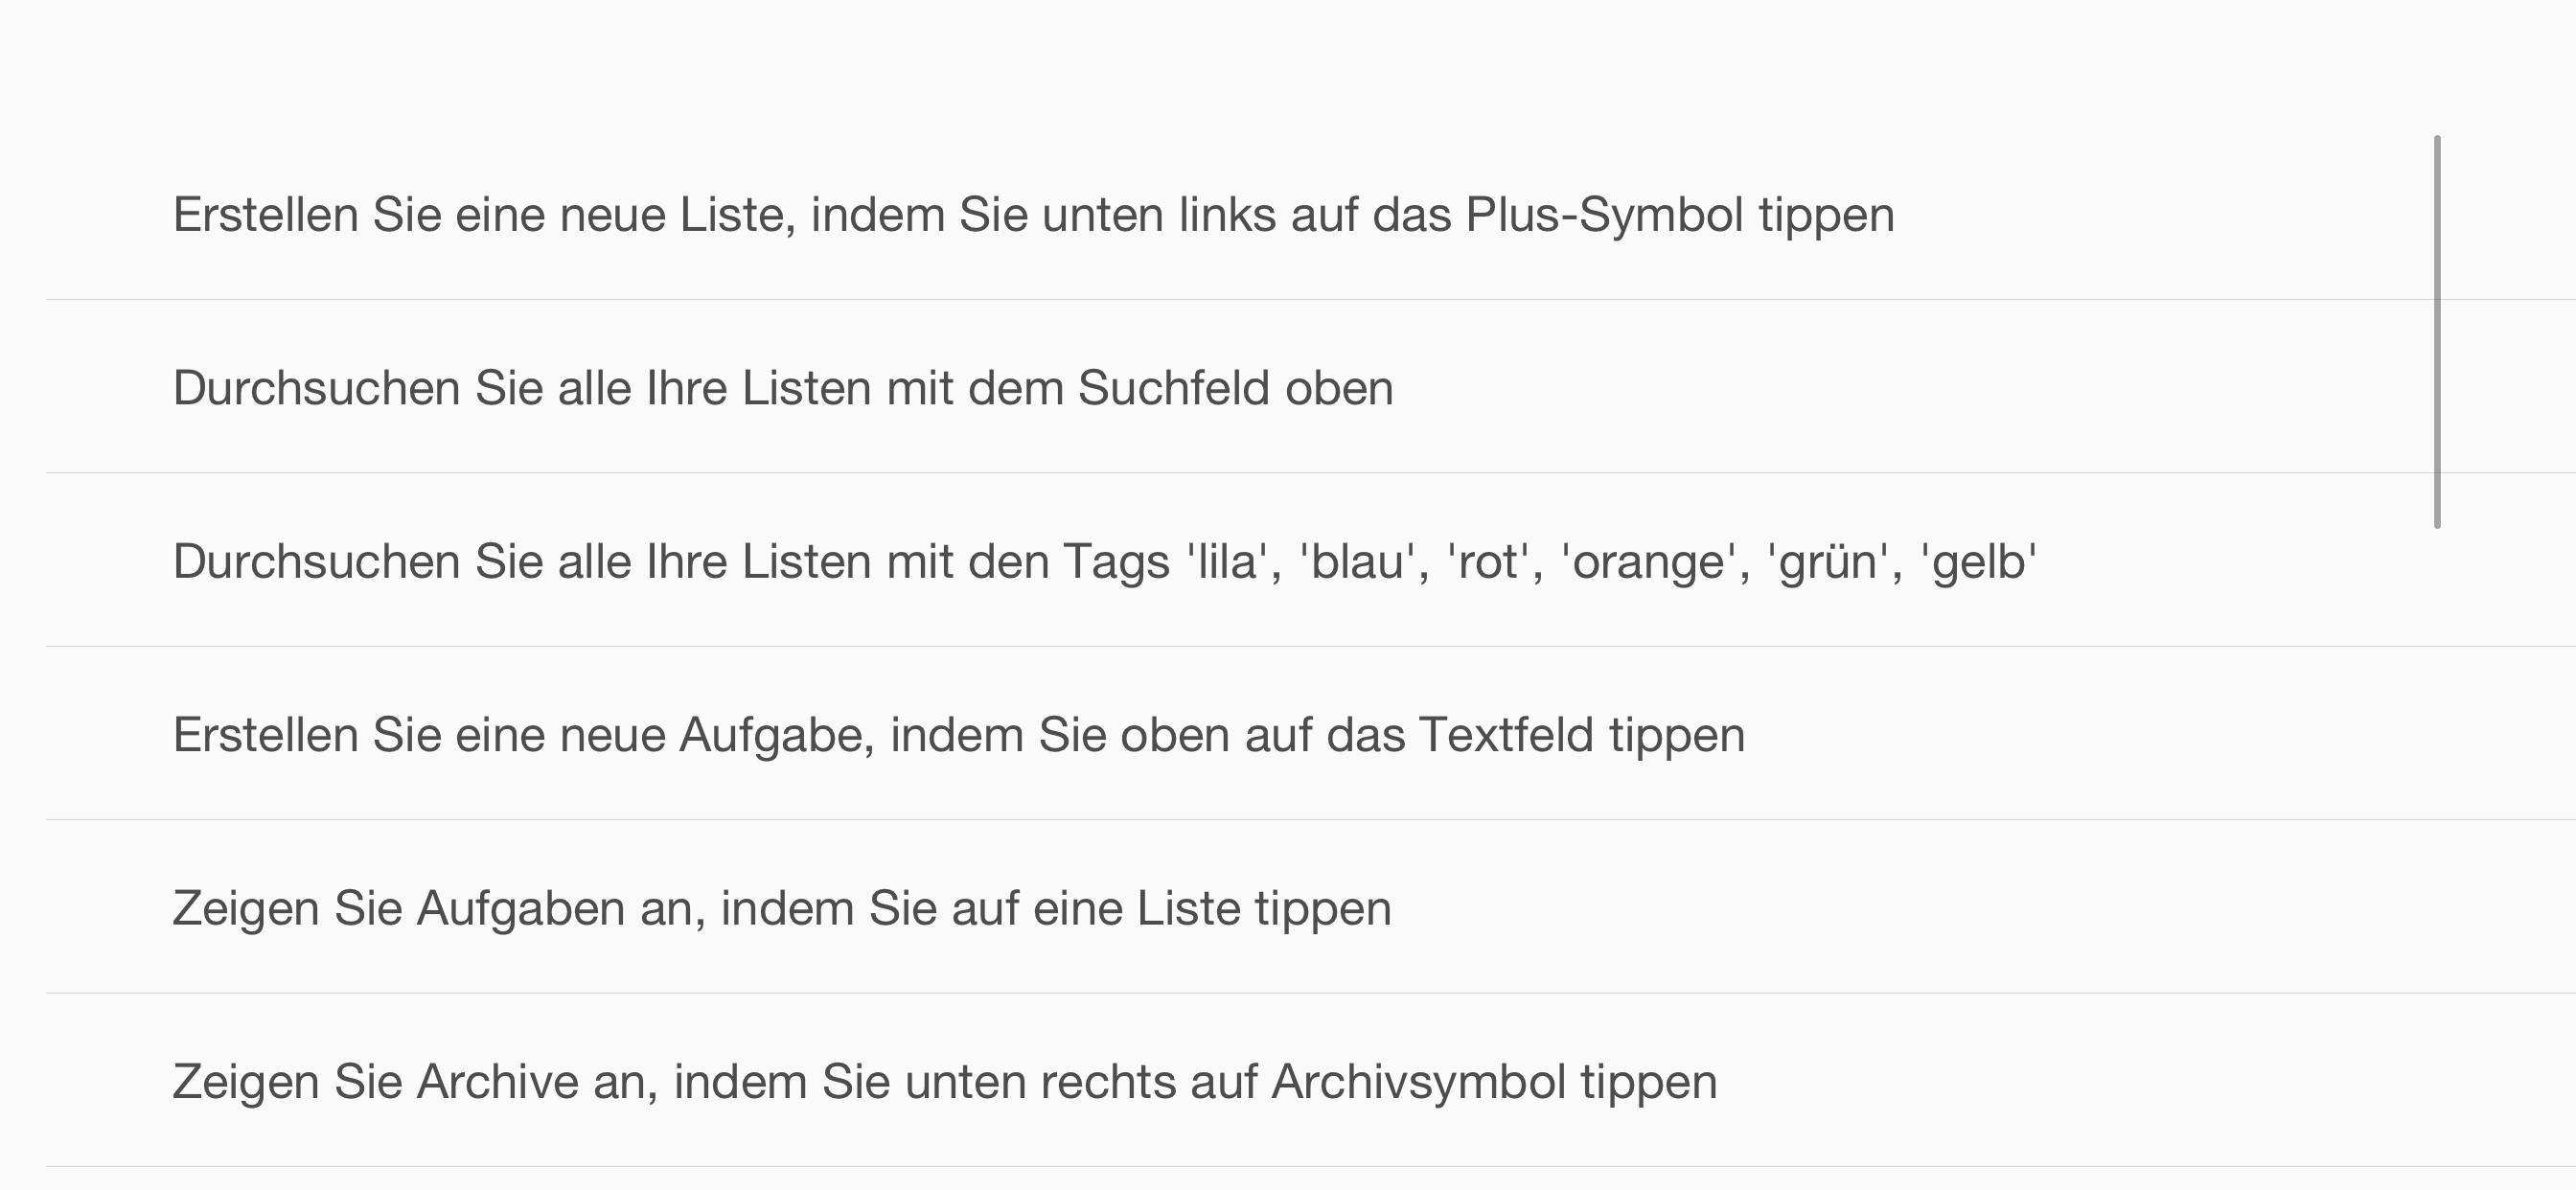 Erstellen Sie eine neue Liste, indem Sie unten links auf das Plus-Symbol tippen
Durchsuchen Sie alle Ihre Listen mit dem Suchfeld oben
Durchsuchen Sie alle Ihre Listen mit den Tags 'lila', 'blau', 'rot', 'orange', 'grün', 'gelb'
Erstellen Sie eine neue Aufgabe, indem Sie oben auf das Textfeld tippen
Zeigen Sie Aufgaben an, indem Sie auf eine Liste tippen
Zeigen Sie Archive an, indem Sie unten rechts auf Archivsymbol tippen